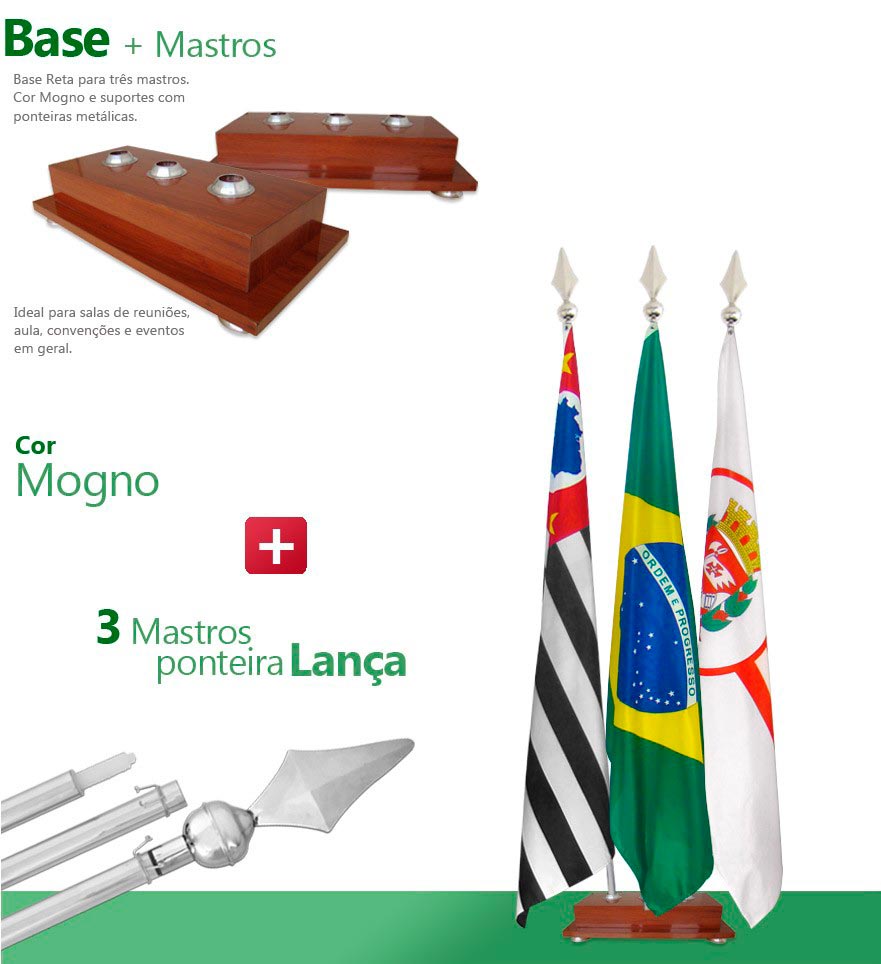 Base + Mastros
Base Reta para três mastros.
Cor Mogno e suportes com
ponteiras metálicas.
Ideal para salas de reuniões,
aula, convenções e eventos
em geral.
Cor
Mogno
3 Mastros
ponteira Lança
ORDEM E PROGRESSO